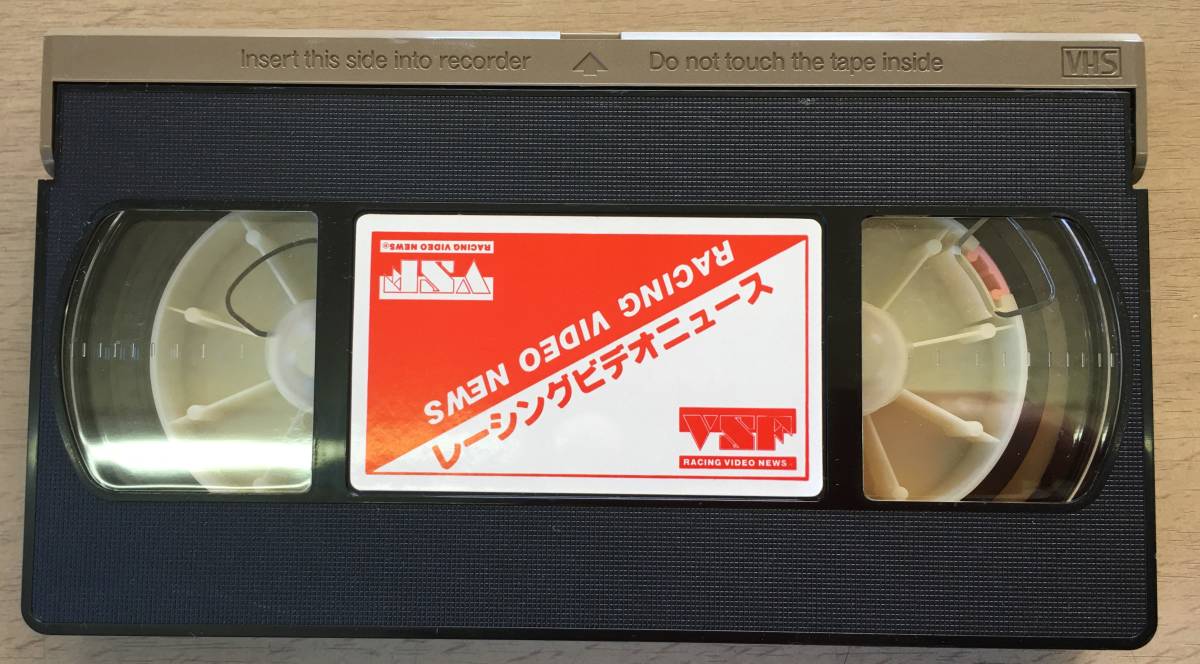 Insert this side into recorder
Do not touch the tape inside
VHS
RACING VIDEO NEWS®
VSF
RACING VIDEO NEWS
レーシングビデオニュース
VSF
RACING VIDEO NEWS